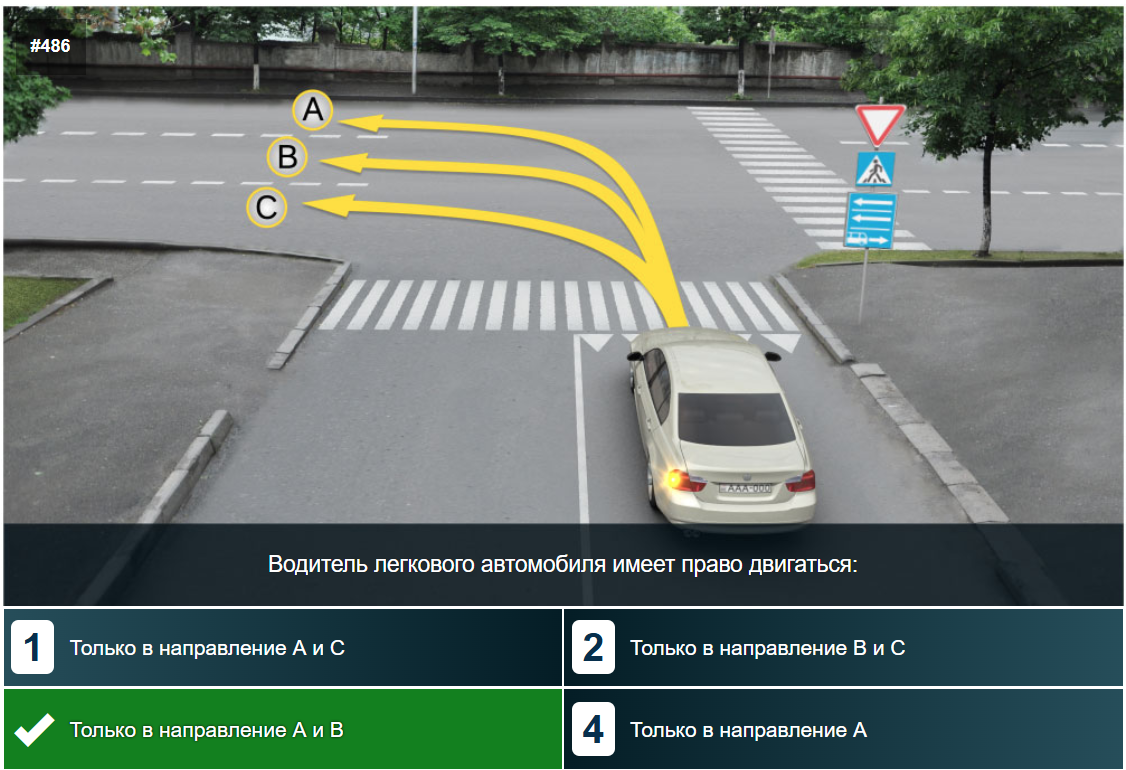 #486
A
B
C
AAA-000
Водитель легкового автомобиля имеет право двигаться:
1 Только в направление А и С
2 Только в направление В и С
Только в направление А и В
4 Только в направление А